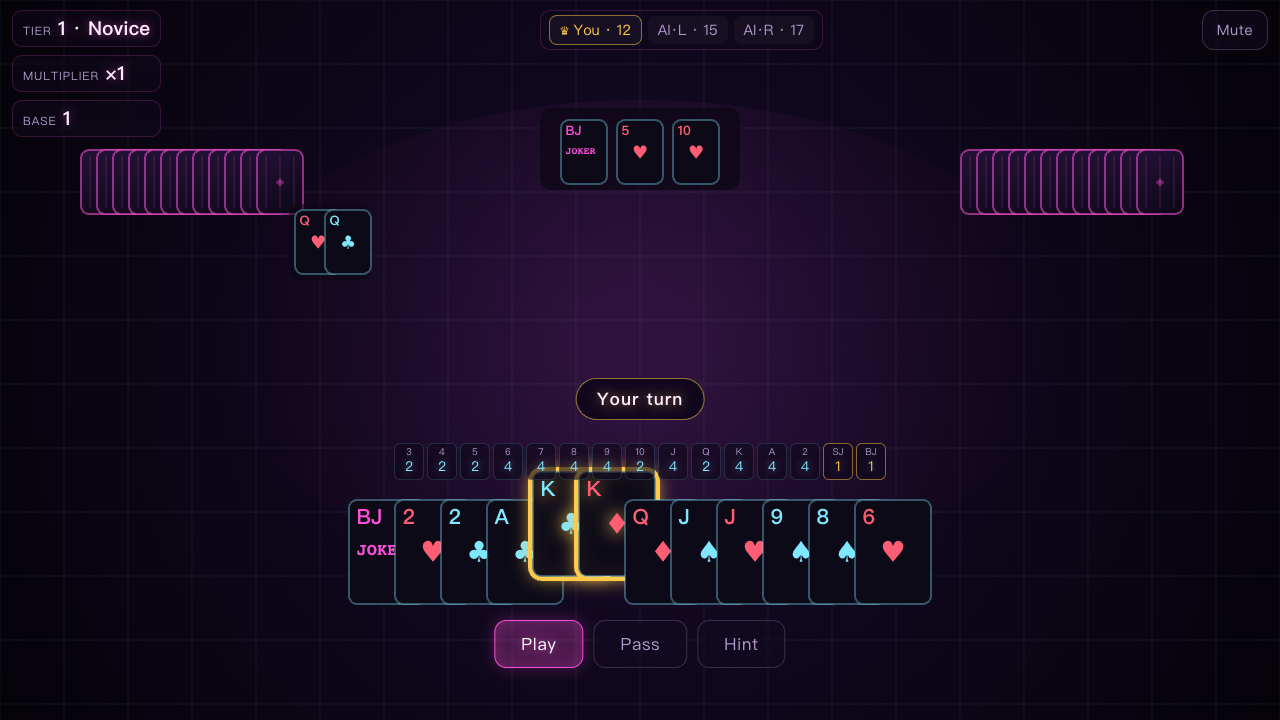 TIER 1 · Novice
MULTIPLIER ×1
BASE 1
♛ You · 12 AI·L · 15 AI·R · 17
Mute
BJ JOKER 5 ♥ 10 ♥
Q ♥ Q ♣
Your turn
3 4 5 6 7 8 9 10 J Q K A 2 SJ BJ
2 2 2 4 4 4 4 2 4 2 4 4 4 1 1
BJ 2 2 A K K Q J J 9 8 6
JOKE
Play Pass Hint